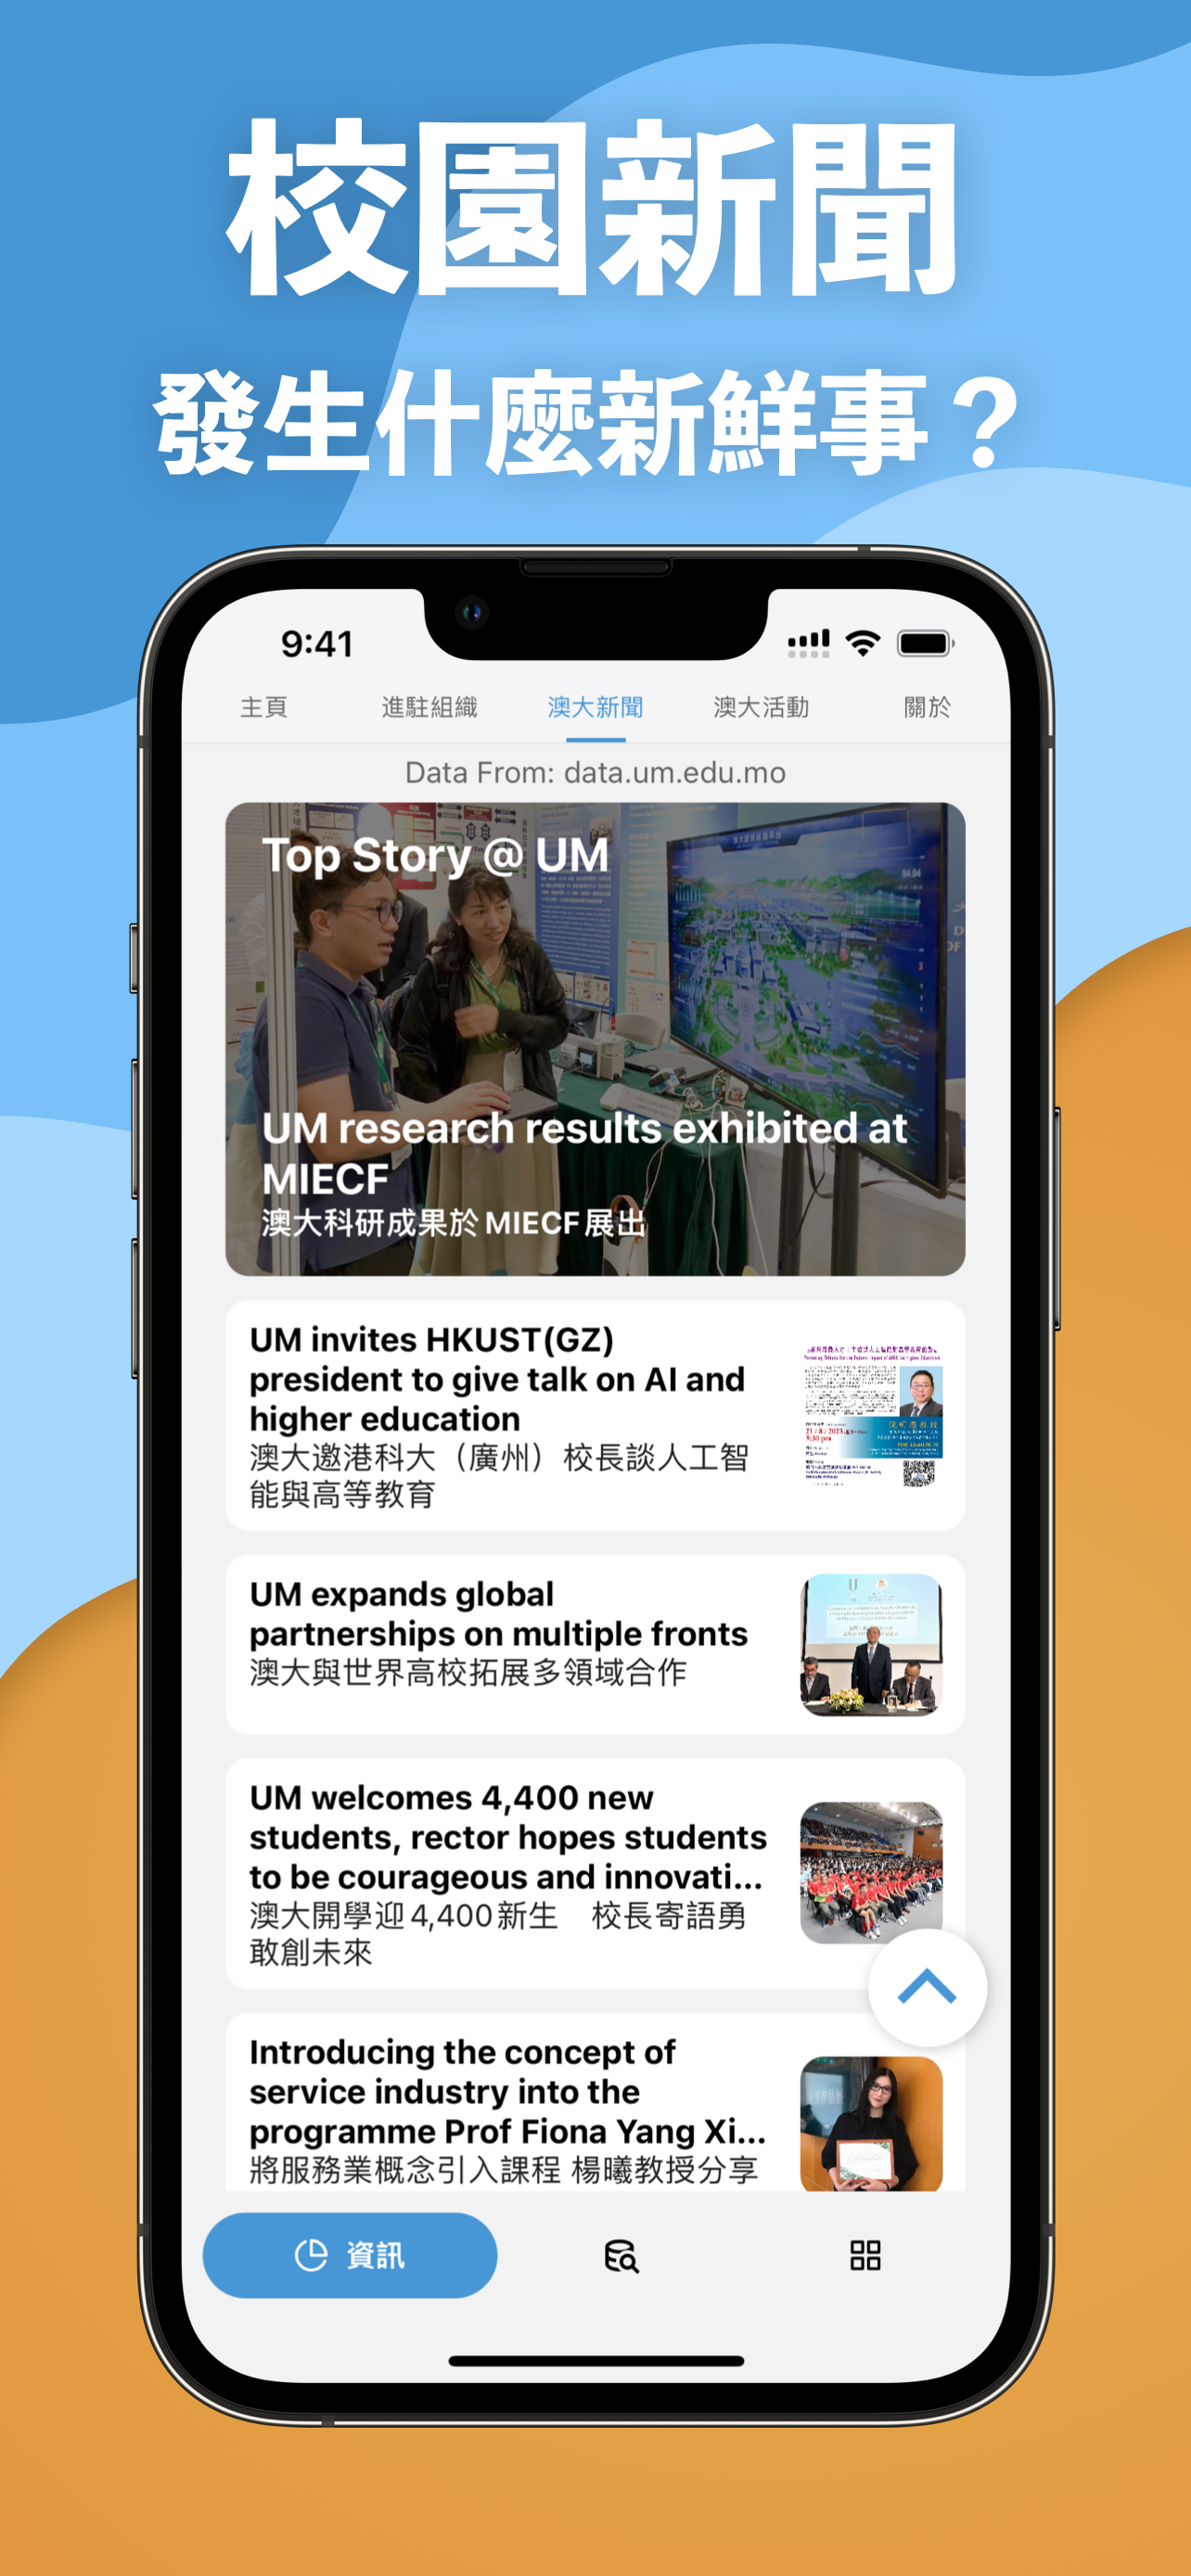 校園新聞
發生什麼新鮮事？
9:41
主頁 進駐組織 澳大新聞 澳大活動 關於
Data From: data.um.edu.mo
Top Story @ UM
UM research results exhibited at
MIECF
澳大科研成果於 MIECF 展出
UM invites HKUST(GZ)
president to give talk on AI and
higher education
澳大邀港科大（廣州）校長談人工智
能與高等教育
21 / 8 / 2023
3:30 pm
UM expands global
partnerships on multiple fronts
澳大與世界高校拓展多領域合作
UM welcomes 4,400 new
students, rector hopes students
to be courageous and innovati...
澳大開學迎 4,400 新生　校長寄語勇
敢創未來
Introducing the concept of
service industry into the
programme Prof Fiona Yang Xi...
將服務業概念引入課程 楊曦教授分享
資訊